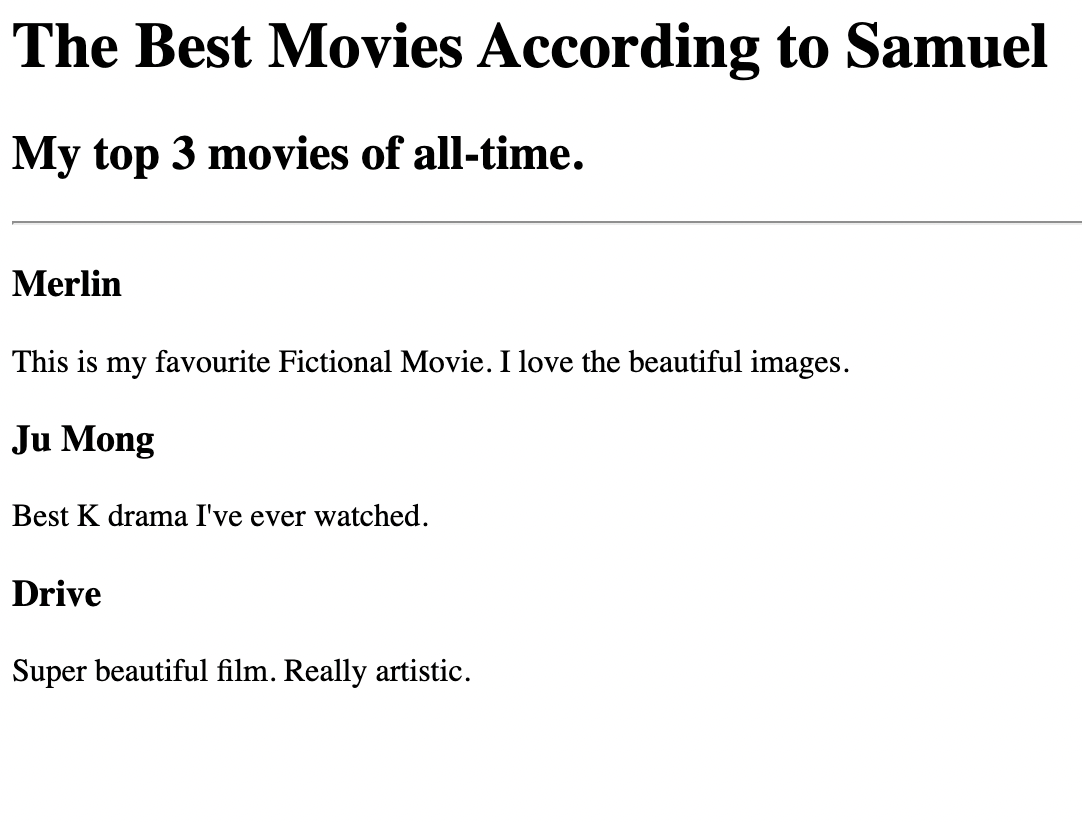 The Best Movies According to Samuel
My top 3 movies of all-time.
Merlin
This is my favourite Fictional Movie. I love the beautiful images.
Ju Mong
Best K drama I've ever watched.
Drive
Super beautiful film. Really artistic.